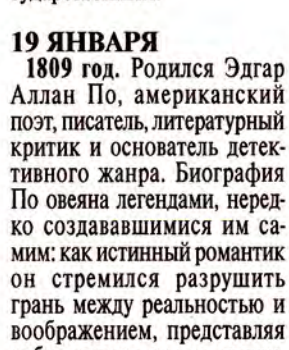 19 ЯНВАРЯ
1809 год. Родился Эдгар
Аллан По, американский
поэт, писатель, литературный
критик и основатель детек-
тивного жанра. Биография
По овеяна легендами, неред-
ко создававшимися им са-
мим: как истинный романтик
он стремился разрушить
грань между реальностью и
воображением, представляя